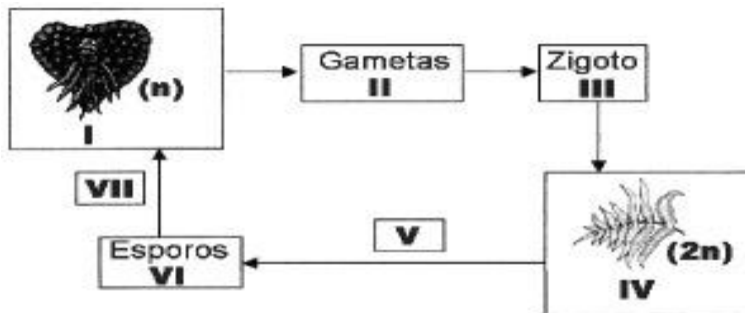 (n)
I
Gametas
II
Zigoto
III
VII
V
Esporos
VI
(2n)
IV